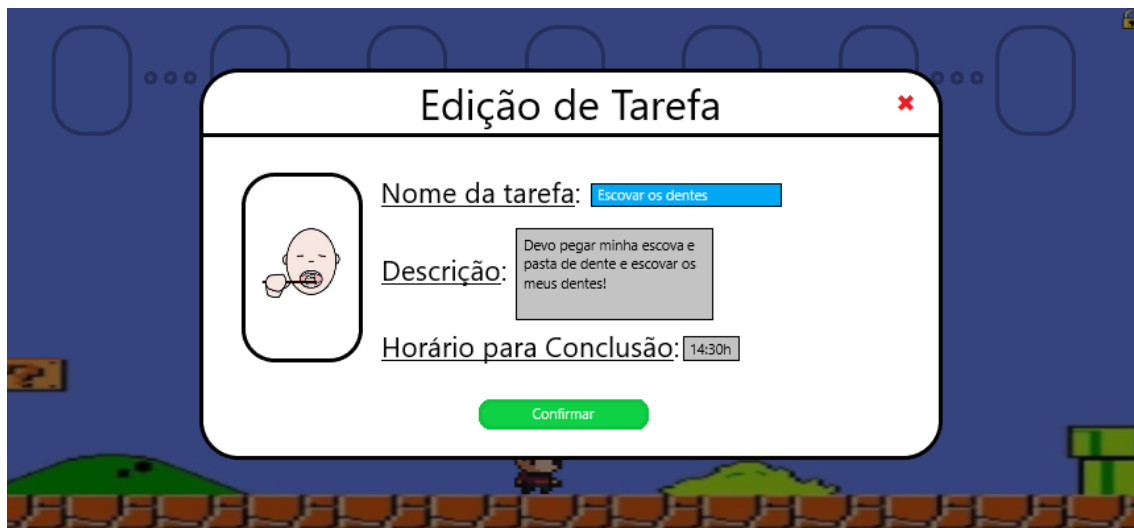 Edição de Tarefa
Nome da tarefa: Escovar os dentes
Descrição: Devo pegar minha escova e
pasta de dente e escovar os
meus dentes!
Horário para Conclusão: 14:30h
Confirmar